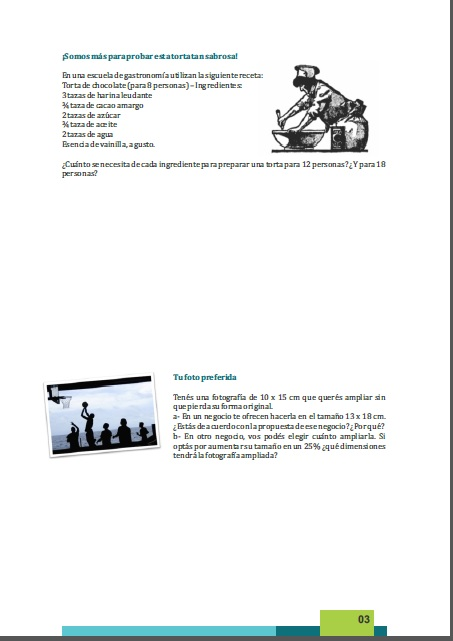 ¡Somos más para probar esta torta tan sabrosa!
En una escuela de gastronomía utilizan la siguiente receta:
Torta de chocolate (para 8 personas) – Ingredientes:
3 tazas de harina leudante
¾ taza de cacao amargo
2 tazas de azúcar
¾ taza de aceite
2 tazas de agua
Esencia de vainilla, a gusto.
¿Cuánto se necesita de cada ingrediente para preparar una torta para 12 personas? ¿Y para 18
personas?
Tu foto preferida
Tenés una fotografía de 10 x 15 cm que querés ampliar sin
que pierda su forma original.
a- En un negocio te ofrecen hacerla en el tamaño 13 x 18 cm.
¿Estás de acuerdo con la propuesta de ese negocio? ¿Por qué?
b- En otro negocio, vos podés elegir cuánto ampliarla. Si
optás por aumentar su tamaño en un 25% ¿qué dimensiones
tendrá la fotografía ampliada?
03